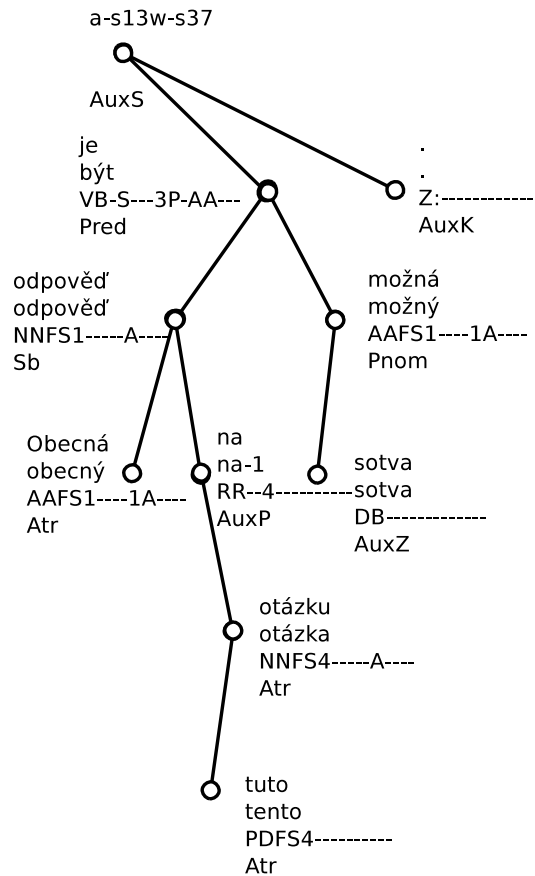 a-s13w-s37
AuxS
je
být
VB-S---3P-AA---
Pred
.
.
Z:-------------
AuxK
odpověď
odpověď
NNFS1-----A----
Sb
možná
možný
AAFS1----1A----
Pnom
Obecná
obecný
AAFS1----1A----
Atr
na
na-1
RR--4----------
AuxP
sotva
sotva
DB-------------
AuxZ
otázku
otázka
NNFS4-----A----
Atr
tuto
tento
PDFS4----------
Atr